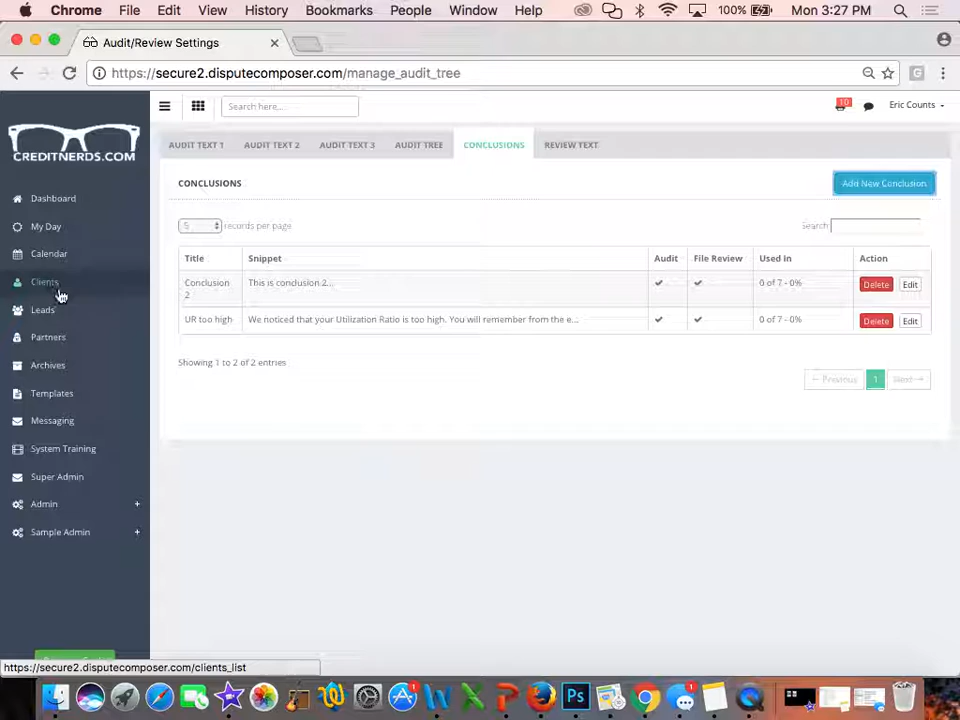 Chrome File Edit View History Bookmarks People Window Help 100% Mon 3:27 PM
Audit/Review Settings
https://secure2.disputecomposer.com/manage_audit_tree
Search here... 10 Eric Counts
CREDITNERDS.COM
AUDIT TEXT 1 AUDIT TEXT 2 AUDIT TEXT 3 AUDIT TREE CONCLUSIONS REVIEW TEXT
CONCLUSIONS Add New Conclusion
5 records per page Search
Title Snippet Audit File Review Used in Action
Conclusion 2 This is conclusion 2... 0 of 7 - 0% Delete Edit
UR too high We noticed that your Utilization Ratio is too high. You will remember from the e... 0 of 7 - 0% Delete Edit
Showing 1 to 2 of 2 entries
← Previous 1 Next →
Dashboard
My Day
Calendar
Clients
Leads
Partners
Archives
Templates
Messaging
System Training
Super Admin
Admin +
Sample Admin +
https://secure2.disputecomposer.com/clients_list